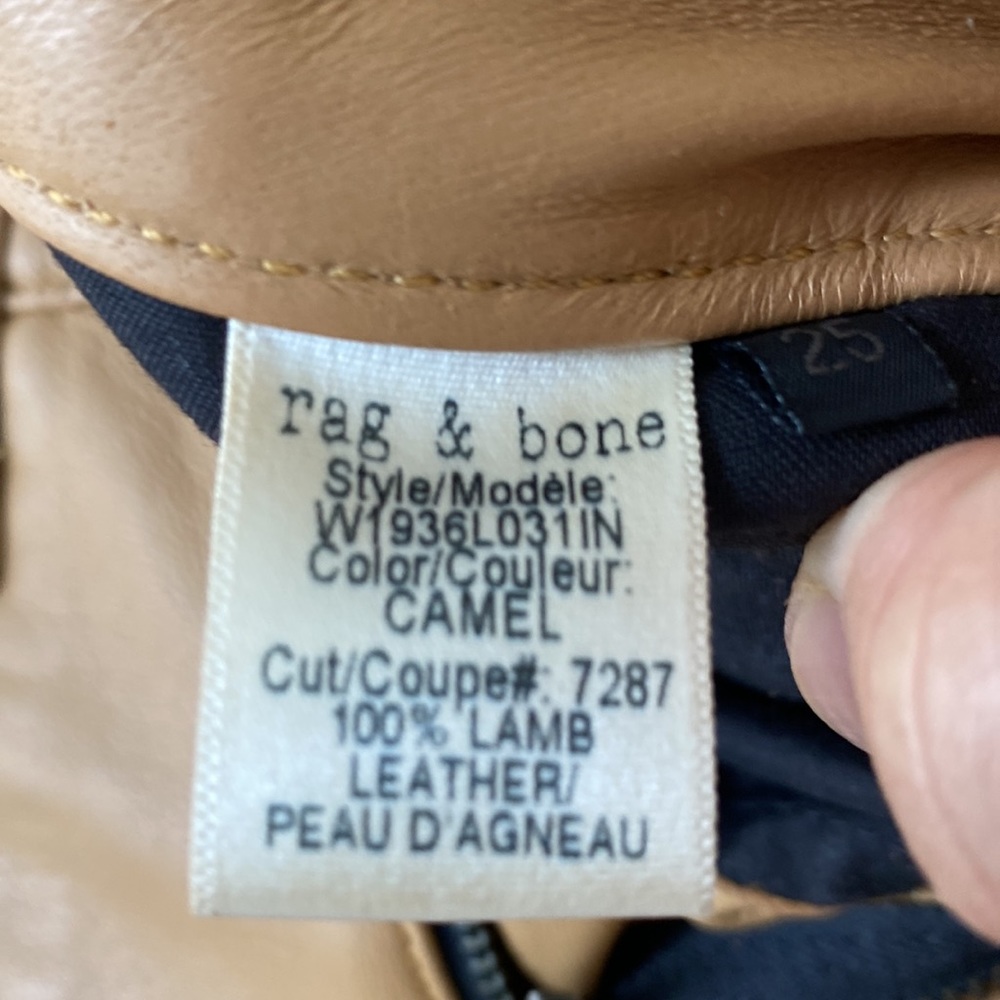 25
rag & bone
Style/Modèle:
W1936L031IN
Color/Couleur:
CAMEL
Cut/Coupe#: 7287
100% LAMB
LEATHER/
PEAU D'AGNEAU